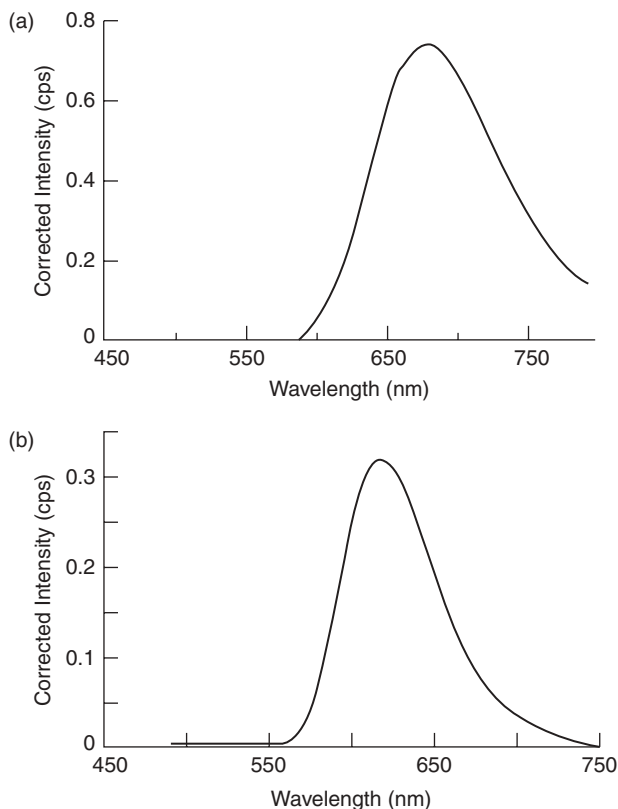 (a)
0.8
0.6
0.4
0.2
0
Corrected Intensity (cps)
450 550 650 750
Wavelength (nm)
(b)
0.3
0.2
0.1
0
Corrected Intensity (cps)
450 550 650 750
Wavelength (nm)